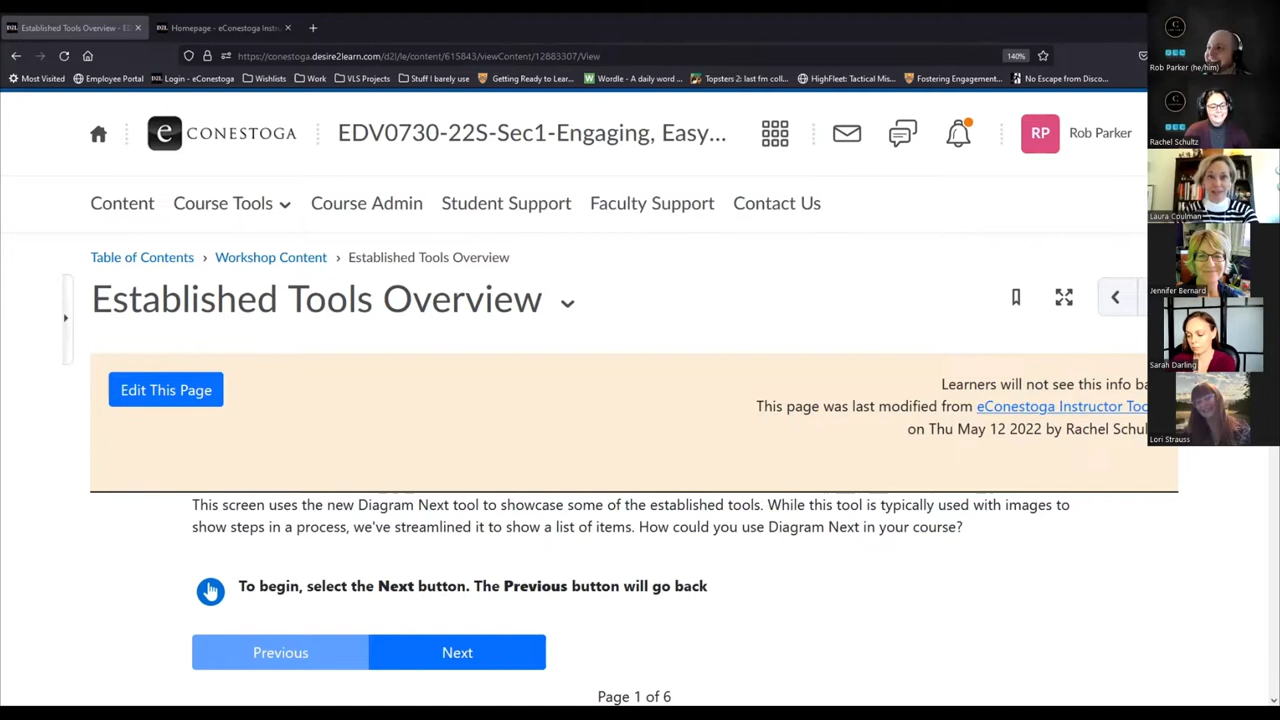 Established Tools Overview - E
Homepage - eConestoga Instru
https://conestoga.desire2learn.com/d2l/le/content/615843/viewContent/12883307/View
140%
Most Visited
Employee Portal
Login - eConestoga
Wishlists
Work
VLS Projects
Stuff I barely use
Getting Ready to Lear...
Wordle - A daily word ...
Topsters 2: last fm coll...
HighFleet: Tactical Mis...
Fostering Engagement...
No Escape from Disco...
e CONESTOGA
EDV0730-22S-Sec1-Engaging, Easy...
RP
Rob Parker
Content
Course Tools
Course Admin
Student Support
Faculty Support
Contact Us
Table of Contents › Workshop Content › Established Tools Overview
Established Tools Overview
Edit This Page
Learners will not see this info ba
This page was last modified from eConestoga Instructor Too
on Thu May 12 2022 by Rachel Schul
This screen uses the new Diagram Next tool to showcase some of the established tools. While this tool is typically used with images to
show steps in a process, we've streamlined it to show a list of items. How could you use Diagram Next in your course?
To begin, select the Next button. The Previous button will go back
Previous
Next
Page 1 of 6
Rob Parker (he/him)
Rachel Schultz
Laura Coulman
Jennifer Bernard
Sarah Darling
Lori Strauss